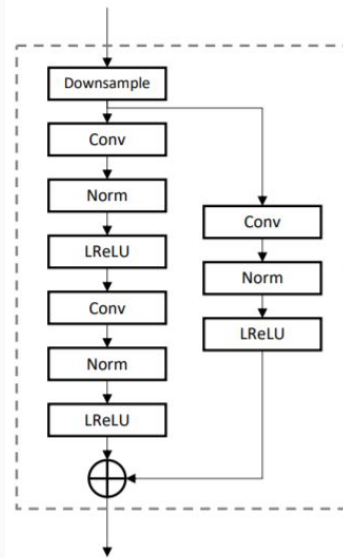 Downsample
Conv
Norm
LReLU
Conv
Norm
LReLU
Conv
Norm
LReLU